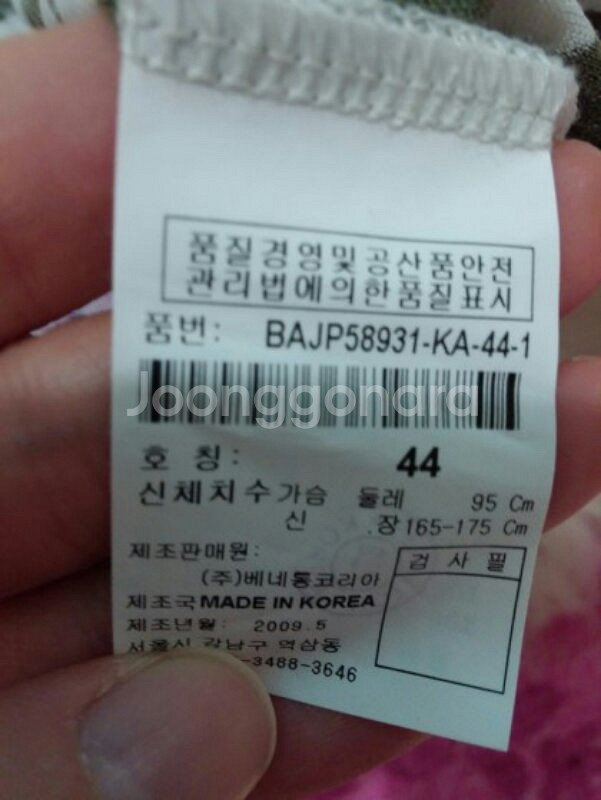 품질경영및공산품안전
관리법에의한품질표시
품번: BAJP58931-KA-44-1
Joonggonara
호 칭: 44
신체치수 가슴 둘레 95 Cm
신 .장 165-175 Cm
제조판매원:
검 사 필
(주)베네통코리아
제조국 MADE IN KOREA
제조년월: 2009.5
서울시 강남구 역삼동
-3488-3646